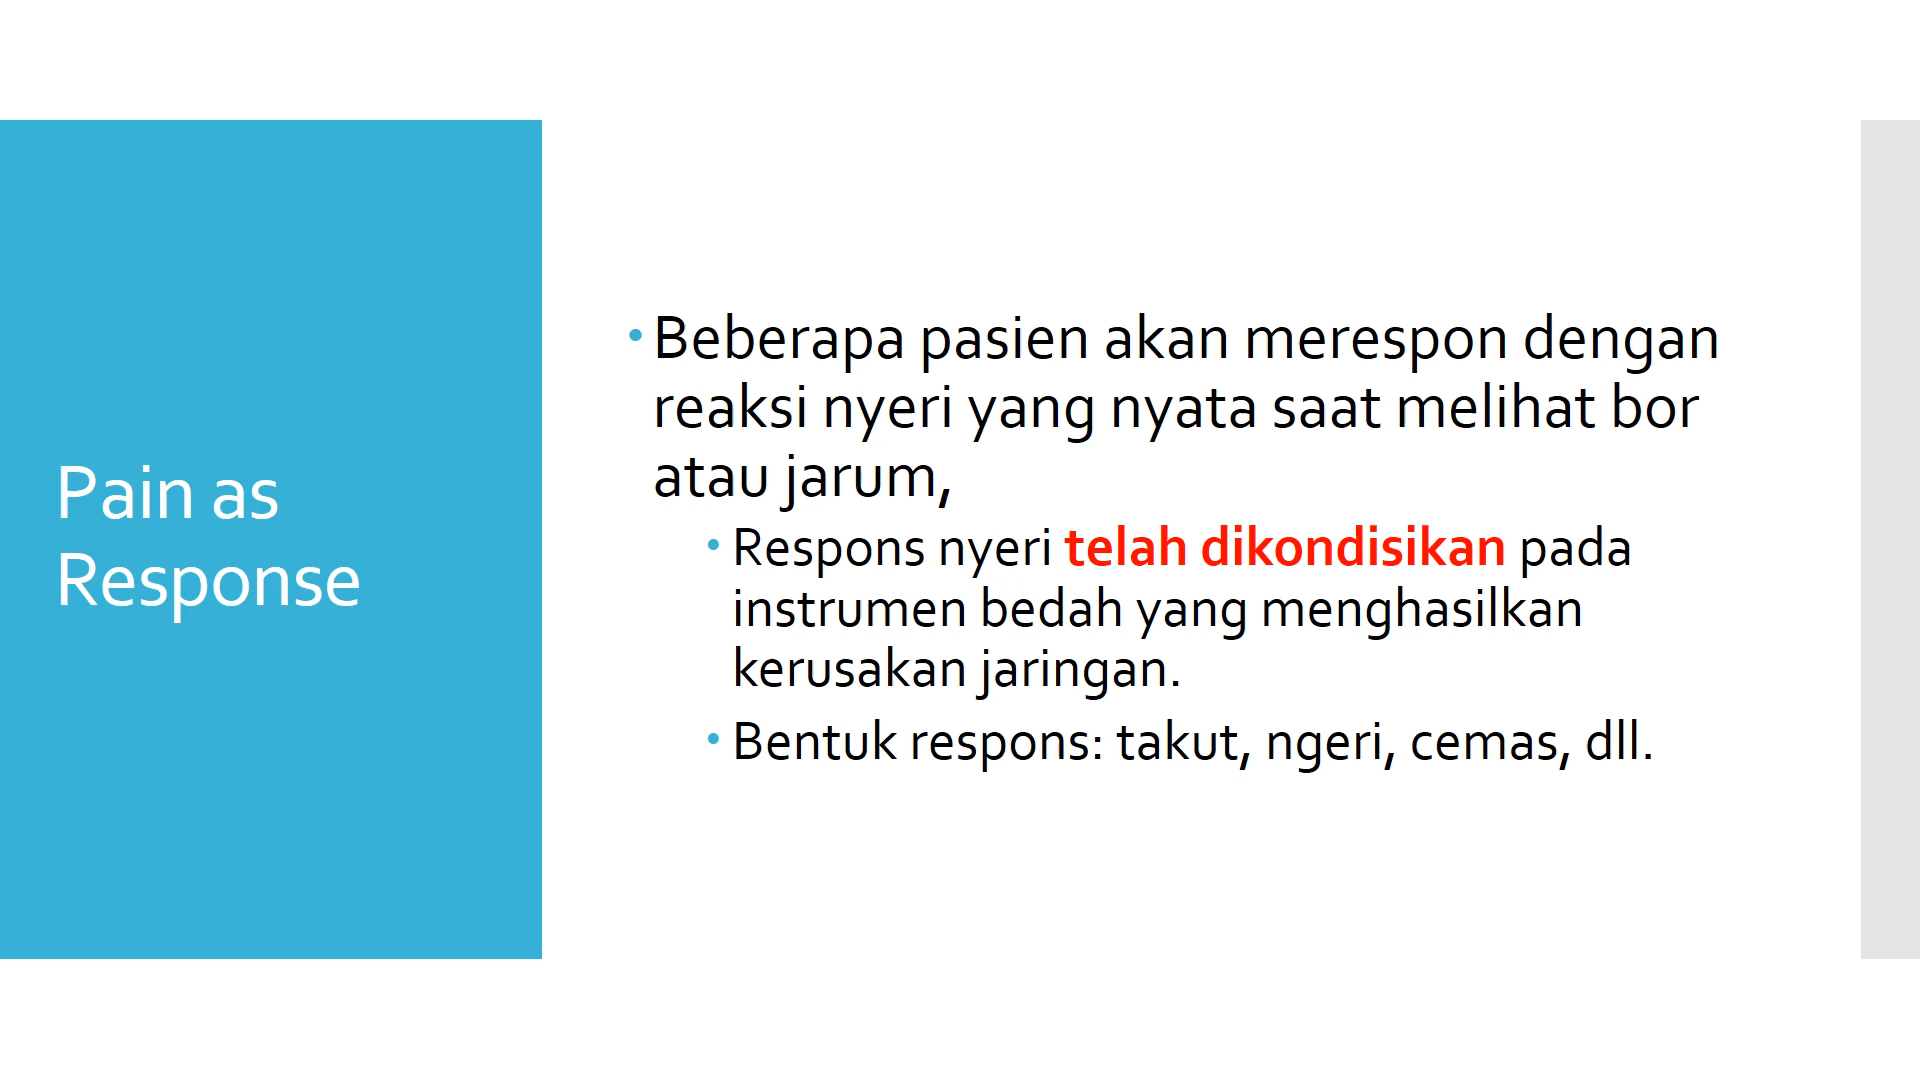 Pain as
Response
• Beberapa pasien akan merespon dengan
reaksi nyeri yang nyata saat melihat bor
atau jarum,
• Respons nyeri telah dikondisikan pada
instrumen bedah yang menghasilkan
kerusakan jaringan.
• Bentuk respons: takut, ngeri, cemas, dll.